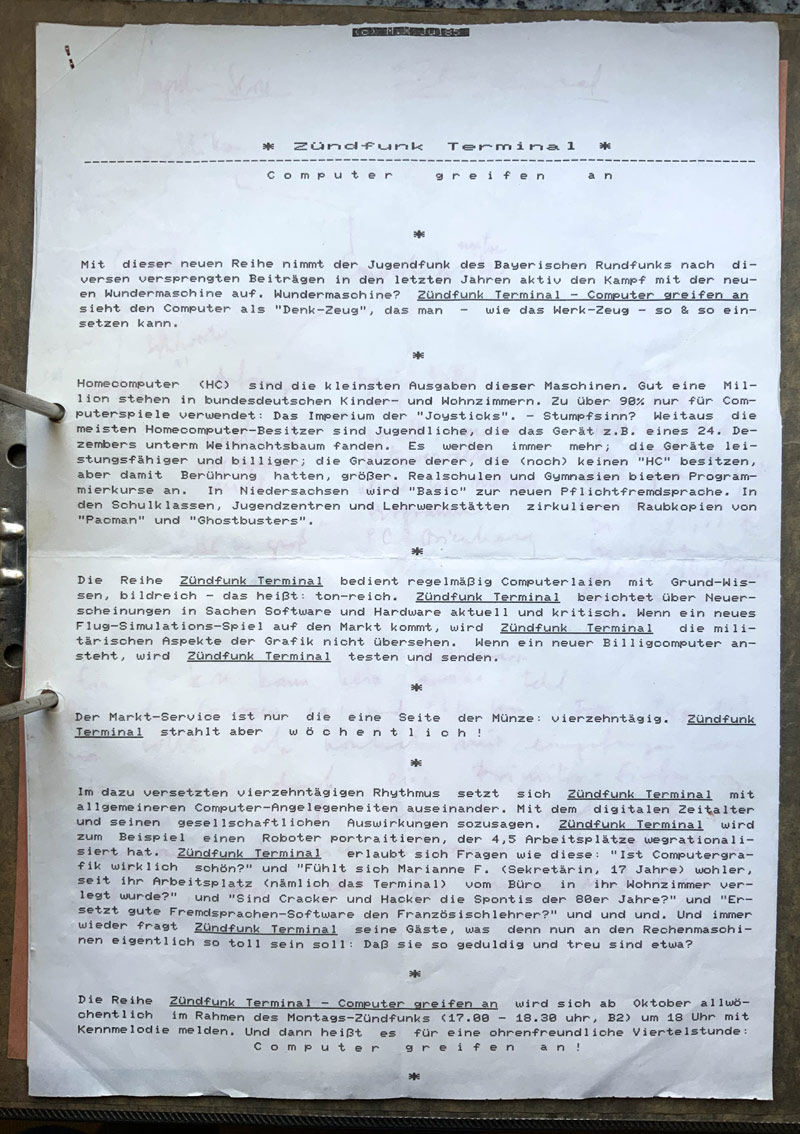 (c) M.X Jul85
* Zündfunk Terminal *
Computer greifen an
*
Mit dieser neuen Reihe nimmt der Jugendfunk des Bayerischen Rundfunks nach di-
versen versprengten Beiträgen in den letzten Jahren aktiv den Kampf mit der neu-
en Wundermaschine auf. Wundermaschine? Zündfunk Terminal - Computer greifen an
sieht den Computer als "Denk-Zeug", das man - wie das Werk-Zeug - so & so ein-
setzen kann.
*
Homecomputer (HC) sind die kleinsten Ausgaben dieser Maschinen. Gut eine Mil-
lion stehen in bundesdeutschen Kinder- und Wohnzimmern. Zu über 90% nur für Com-
puterspiele verwendet: Das Imperium der "Joysticks". - Stumpfsinn? Weitaus die
meisten Homecomputer-Besitzer sind Jugendliche, die das Gerät z.B. eines 24. De-
zembers unterm Weihnachtsbaum fanden. Es werden immer mehr; die Geräte lei-
stungsfähiger und billiger; die Grauzone derer, die (noch) keinen "HC" besitzen,
aber damit Berührung hatten, größer. Realschulen und Gymnasien bieten Program-
mierkurse an. In Niedersachsen wird "Basic" zur neuen Pflichtfremdsprache. In
den Schulklassen, Jugendzentren und Lehrwerkstätten zirkulieren Raubkopien von
"Pacman" und "Ghostbusters".
*
Die Reihe Zündfunk Terminal bedient regelmäßig Computerlaien mit Grund-Wis-
sen, bildreich - das heißt: ton-reich. Zündfunk Terminal berichtet über Neuer-
scheinungen in Sachen Software und Hardware aktuell und kritisch. Wenn ein neues
Flug-Simulations-Spiel auf den Markt kommt, wird Zündfunk Terminal die mili-
tärischen Aspekte der Grafik nicht übersehen. Wenn ein neuer Billigcomputer an-
steht, wird Zündfunk Terminal testen und senden.
*
Der Markt-Service ist nur die eine Seite der Münze: vierzehntägig. Zündfunk
Terminal strahlt aber wöchentlich!
*
Im dazu versetzten vierzehntägigen Rhythmus setzt sich Zündfunk Terminal mit
allgemeineren Computer-Angelegenheiten auseinander. Mit dem digitalen Zeitalter
und seinen gesellschaftlichen Auswirkungen sozusagen. Zündfunk Terminal wird
zum Beispiel einen Roboter portraitieren, der 4,5 Arbeitsplätze wegrationali-
siert hat. Zündfunk Terminal erlaubt sich Fragen wie diese: "Ist Computergra-
fik wirklich schön?" und "Fühlt sich Marianne F. (Sekretärin, 17 Jahre) wohler,
seit ihr Arbeitsplatz (nämlich das Terminal) vom Büro in ihr Wohnzimmer ver-
legt wurde?" und "Sind Cracker und Hacker die Spontis der 80er Jahre?" und "Er-
setzt gute Fremdsprachen-Software den Französischlehrer?" und und und. Und immer
wieder fragt Zündfunk Terminal seine Gäste, was denn nun an den Rechenmaschi-
nen eigentlich so toll sein soll: Daß sie so geduldig und treu sind etwa?
*
Die Reihe Zündfunk Terminal - Computer greifen an wird sich ab Oktober allwö-
chentlich im Rahmen des Montags-Zündfunks (17.00 - 18.30 uhr, B2) um 18 Uhr mit
Kennmelodie melden. Und dann heißt es für eine ohrenfreundliche Viertelstunde:
Computer greifen an!
*